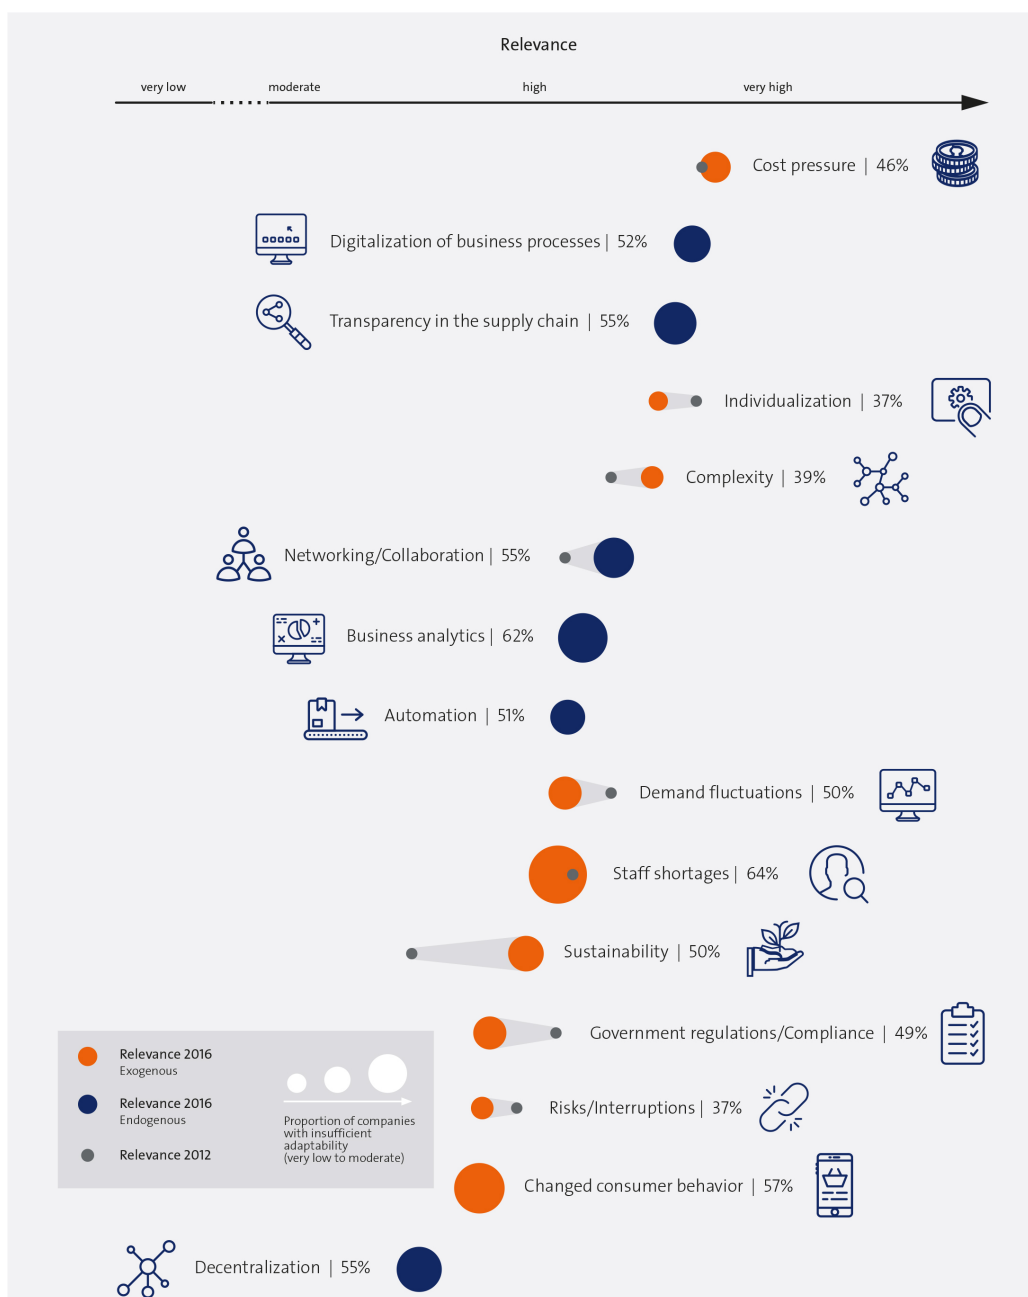 Relevance
very low moderate high very high
Cost pressure | 46%
Digitalization of business processes | 52%
Transparency in the supply chain | 55%
Individualization | 37%
Complexity | 39%
Networking/Collaboration | 55%
Business analytics | 62%
Automation | 51%
Demand fluctuations | 50%
Staff shortages | 64%
Sustainability | 50%
Government regulations/Compliance | 49%
Risks/Interruptions | 37%
Changed consumer behavior | 57%
Decentralization | 55%
Relevance 2016
Exogenous
Relevance 2016
Endogenous
Relevance 2012
Proportion of companies
with insufficient
adaptability
(very low to moderate)